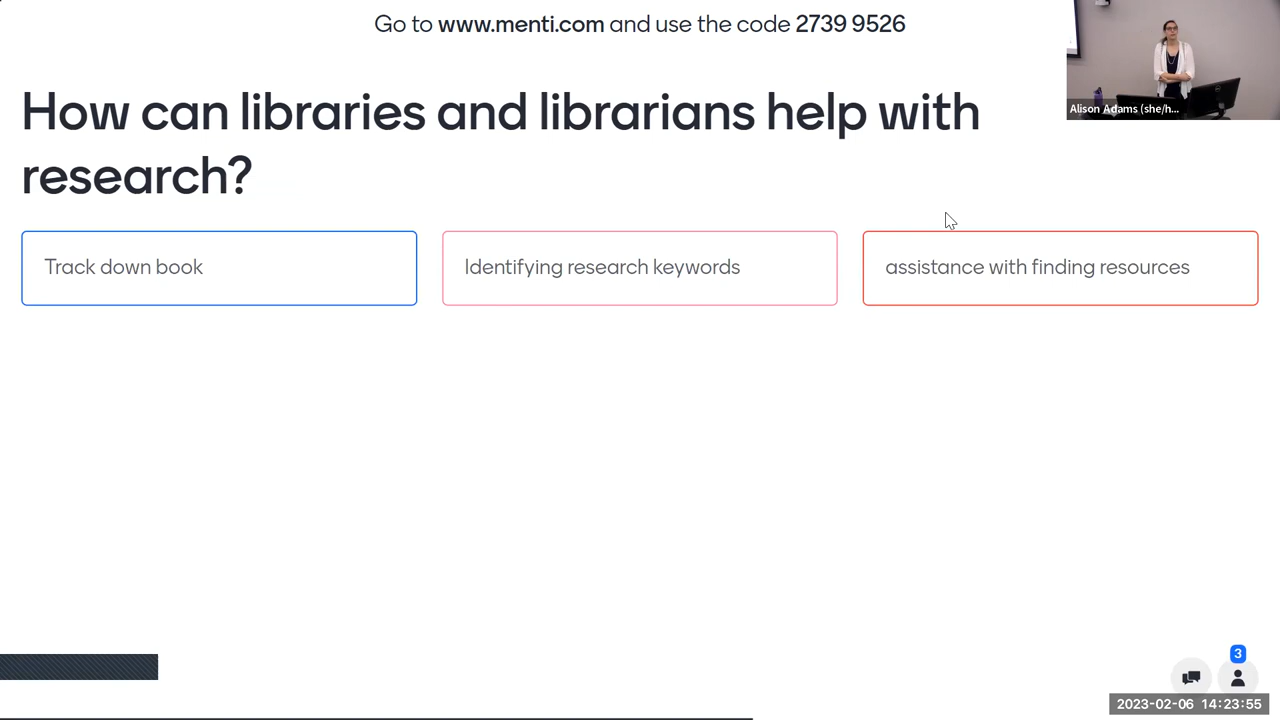 Go to www.menti.com and use the code 2739 9526
How can libraries and librarians help with
research?
Alison Adams (she/h...
Track down book
Identifying research keywords
assistance with finding resources
3
2023-02-06 14:23:55